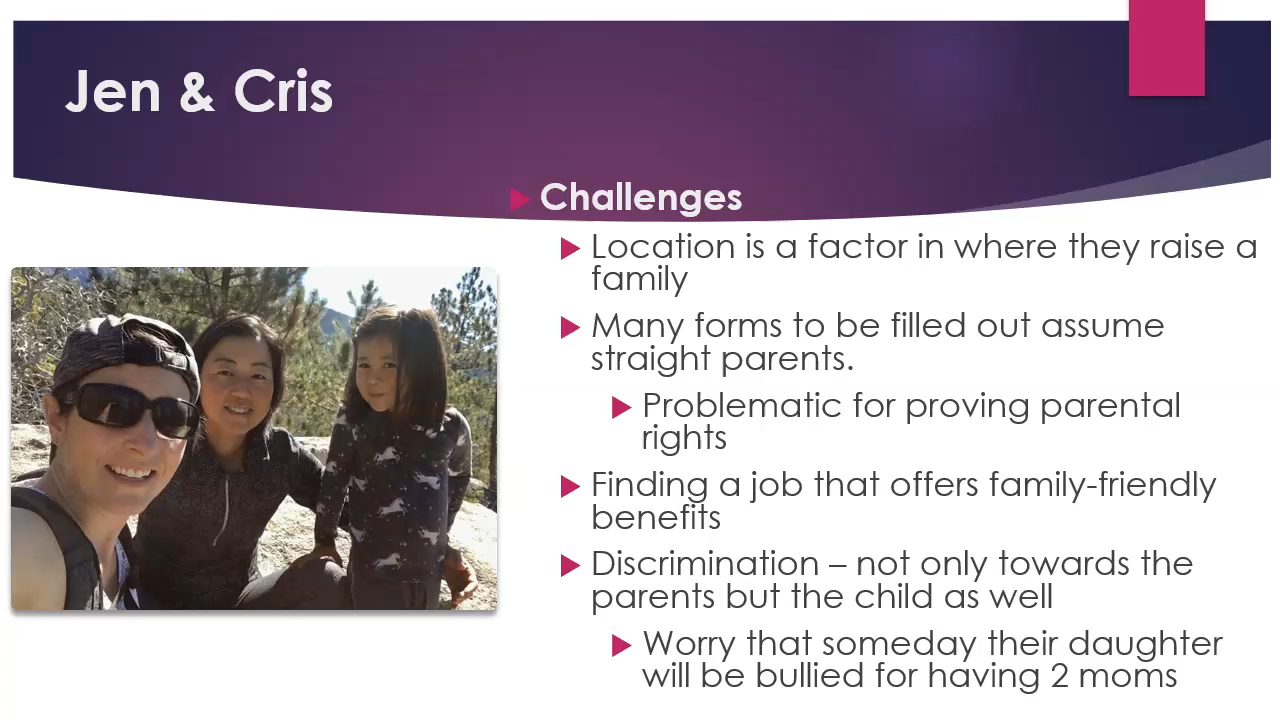 Jen & Cris
Challenges
Location is a factor in where they raise a
family
Many forms to be filled out assume
straight parents.
Problematic for proving parental
rights
Finding a job that offers family-friendly
benefits
Discrimination – not only towards the
parents but the child as well
Worry that someday their daughter
will be bullied for having 2 moms